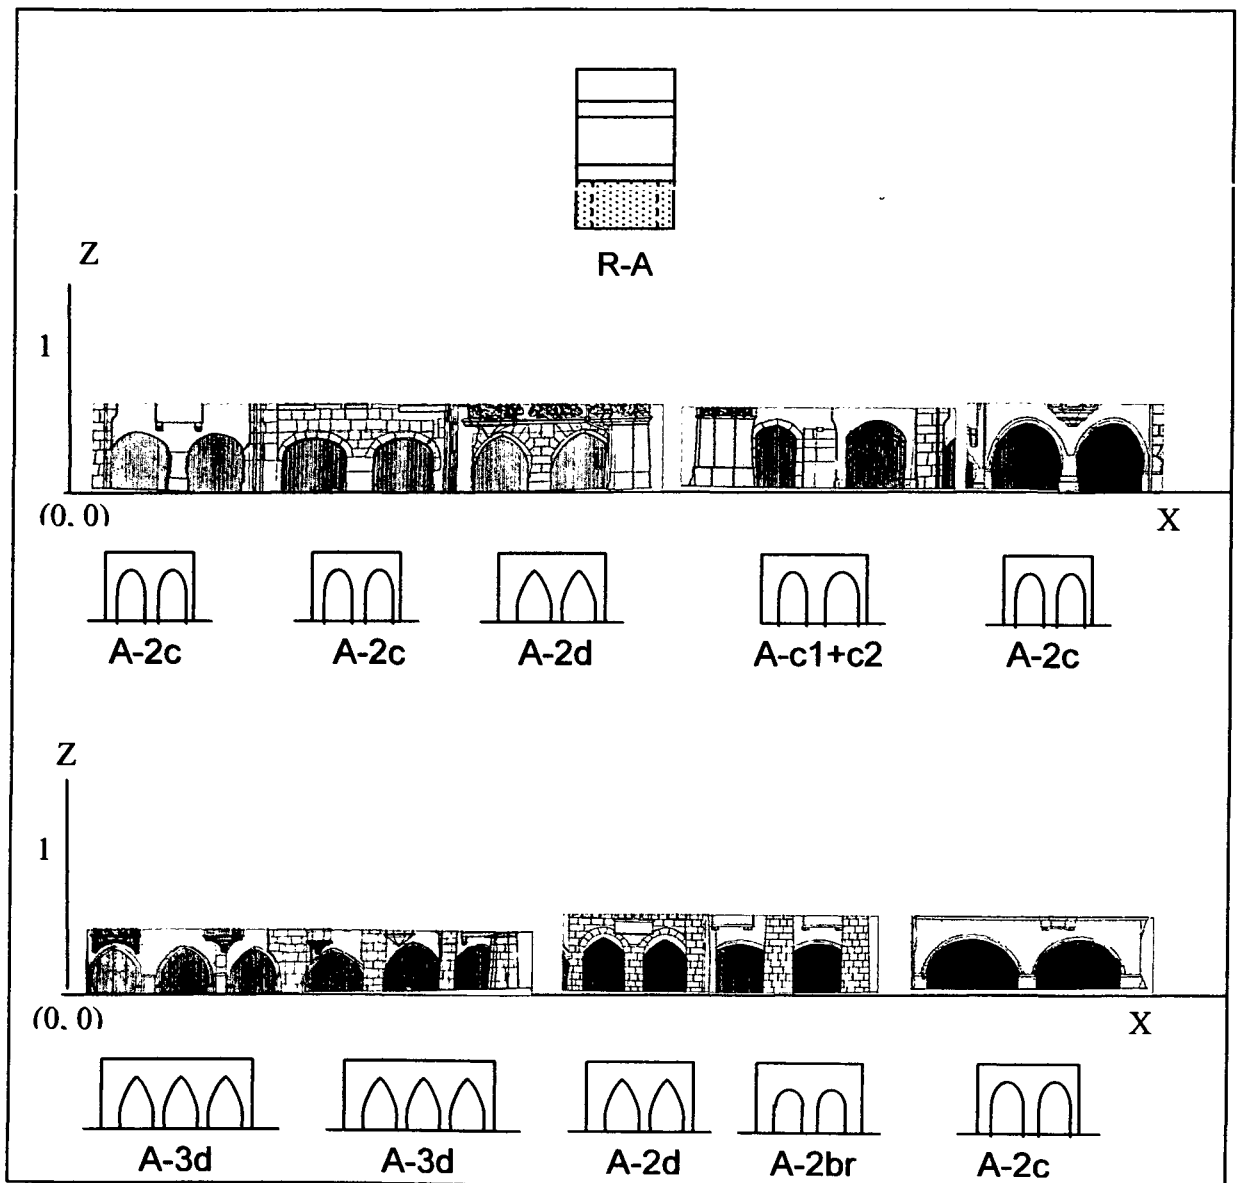 R-A
Z
1
(0, 0)
X
A-2c
A-2c
A-2d
A-c1+c2
A-2c
Z
1
(0, 0)
X
A-3d
A-3d
A-2d
A-2br
A-2c